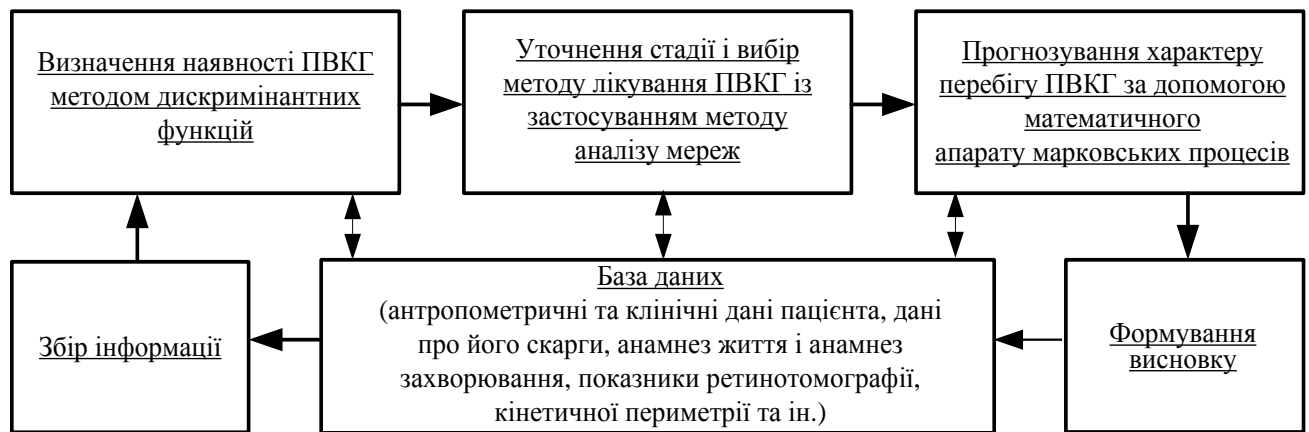 Визначення наявності ПВКГ
методом дискримінантних
функцій
Уточнення стадії і вибір
методу лікування ПВКГ із
застосуванням методу
аналізу мереж
Прогнозування характеру
перебігу ПВКГ за допомогою
математичного
апарату марковських процесів
Збір інформації
База даних
(антропометричні та клінічні дані пацієнта, дані
про його скарги, анамнез життя і анамнез
захворювання, показники ретинотомографії,
кінетичної периметрії та ін.)
Формування
висновку